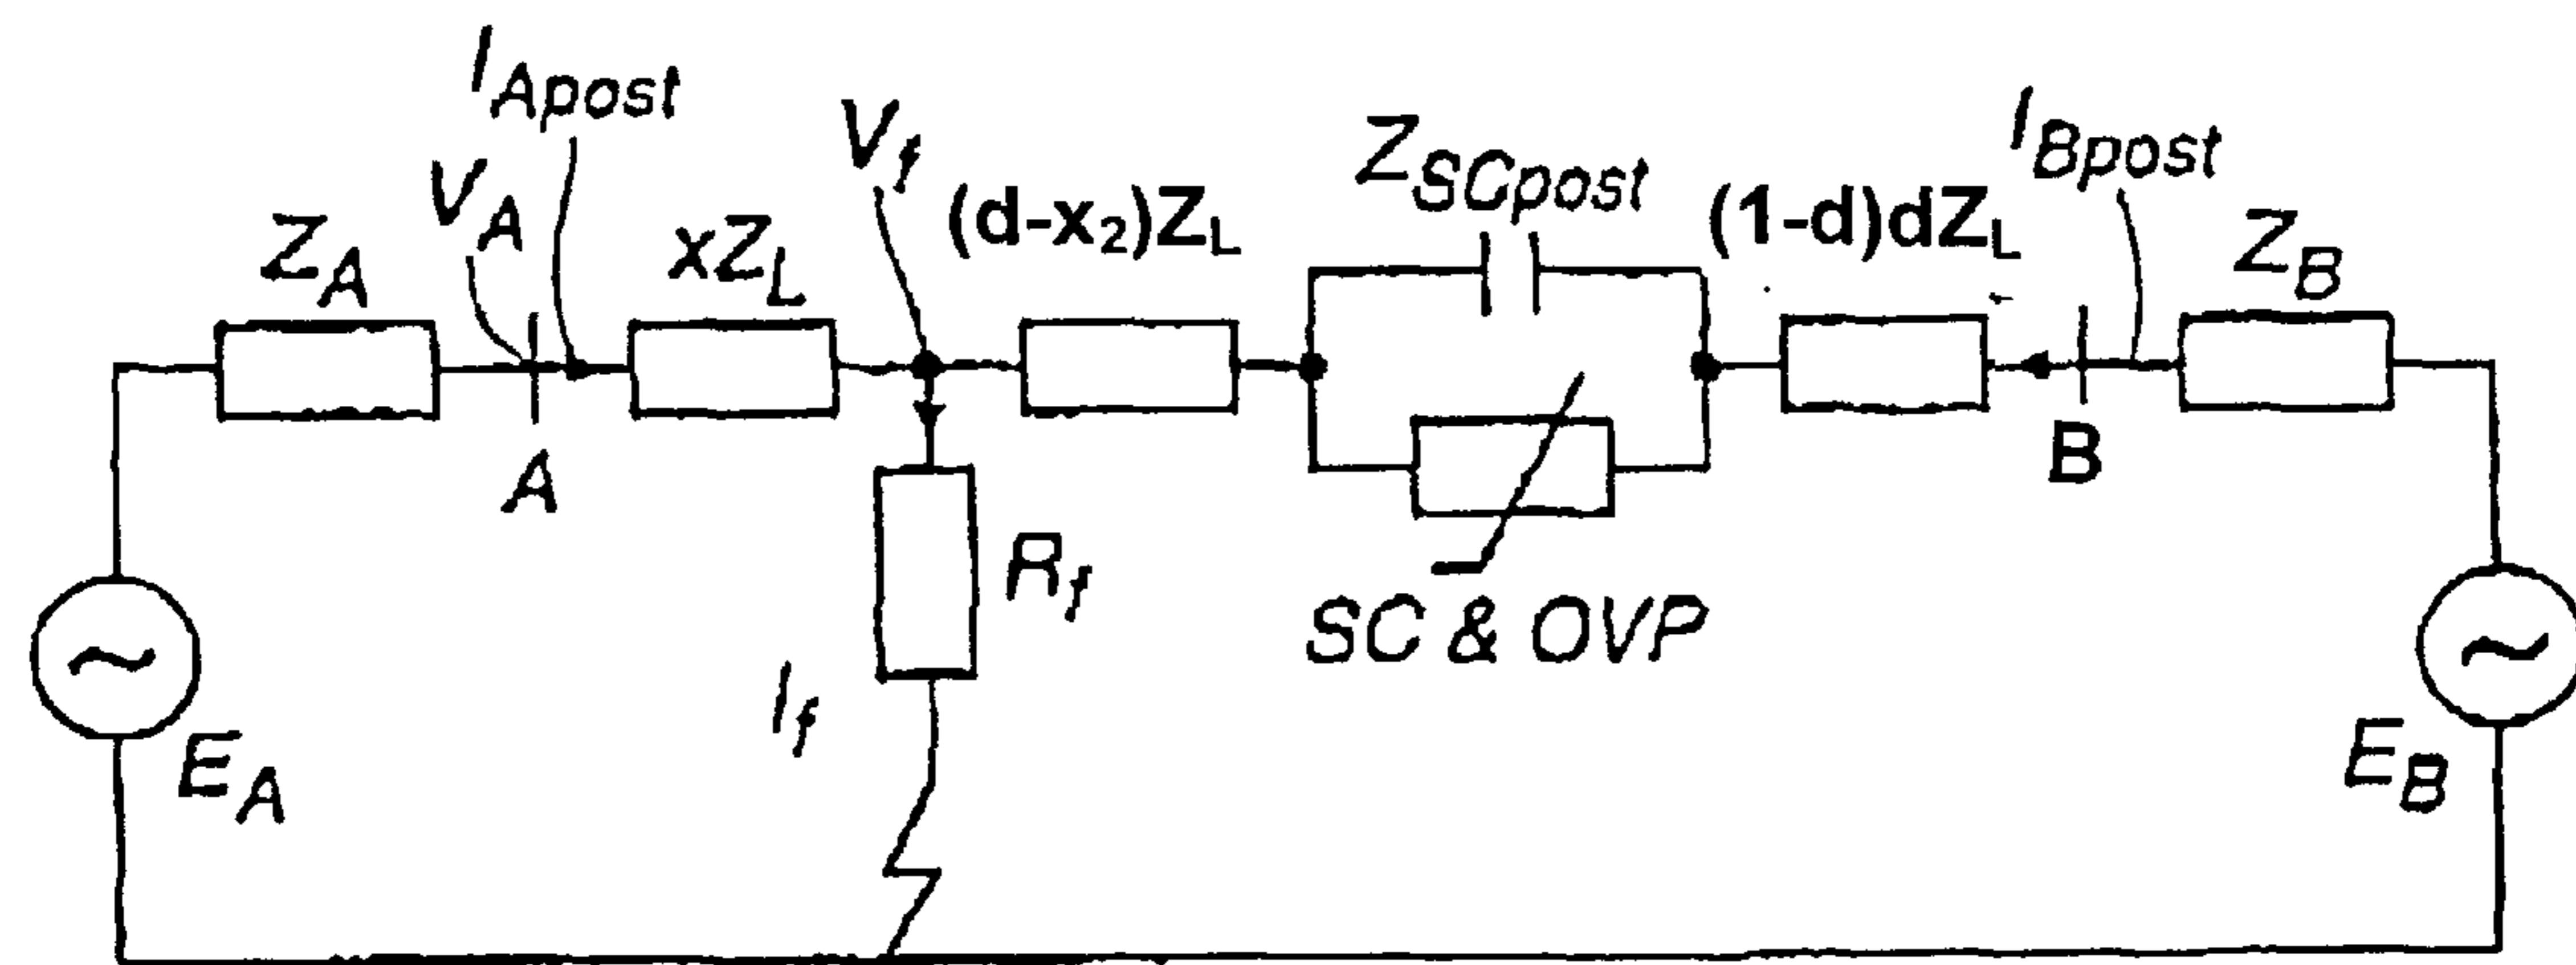 I_Apost
V_A
Z_A
xZ_L
V_f
(d-x₂)Z_L
Z_SCpost
(1-d)dZ_L
I_Bpost
Z_B
A
B
R_f
I_f
SC & OVP
E_A
E_B